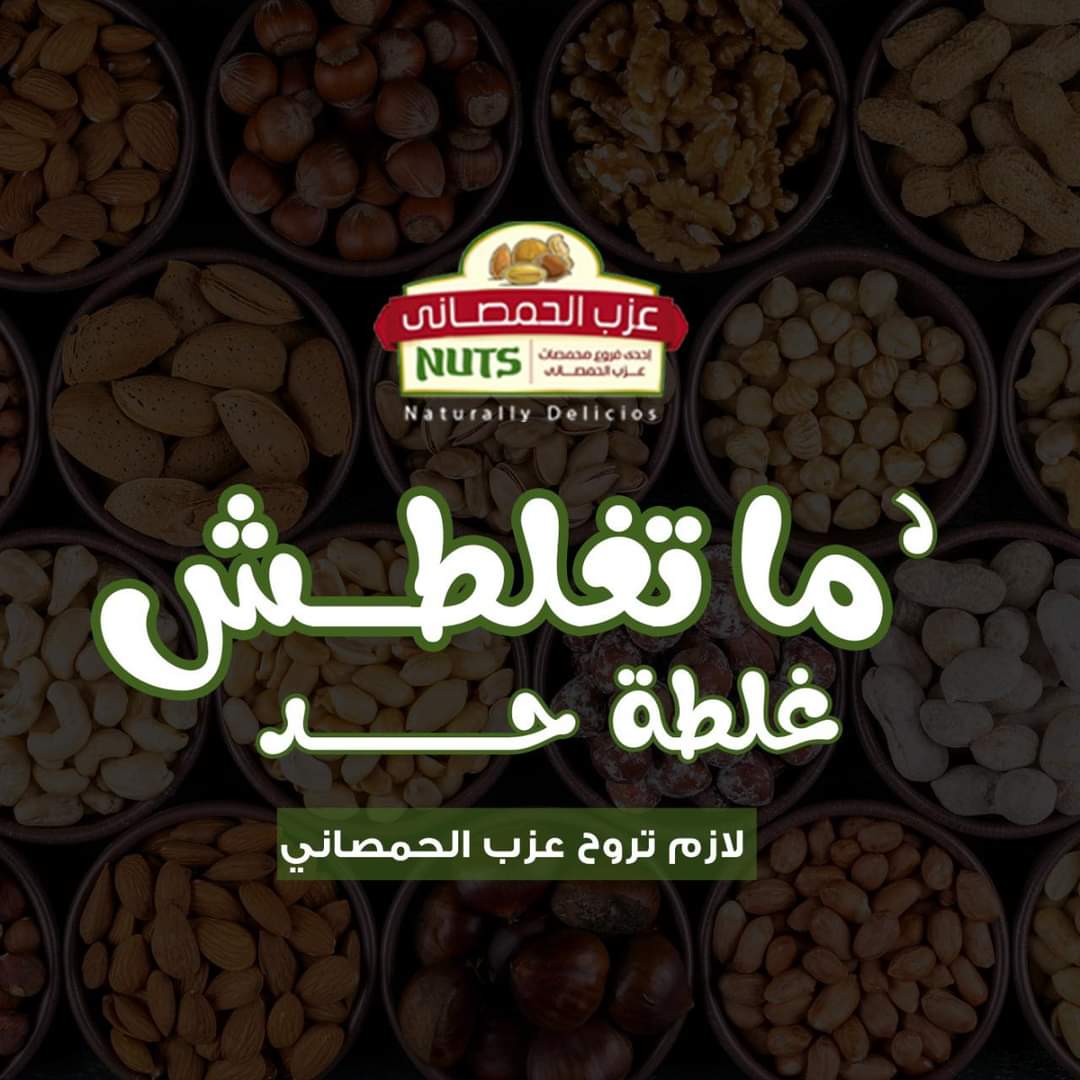 عزب الحمصانى
NUTS
إحدى فروع محمصات
عزب الحمصانى
Naturally Delicios
ما تغلطش
غلطة حد
لازم تروح عزب الحمصاني